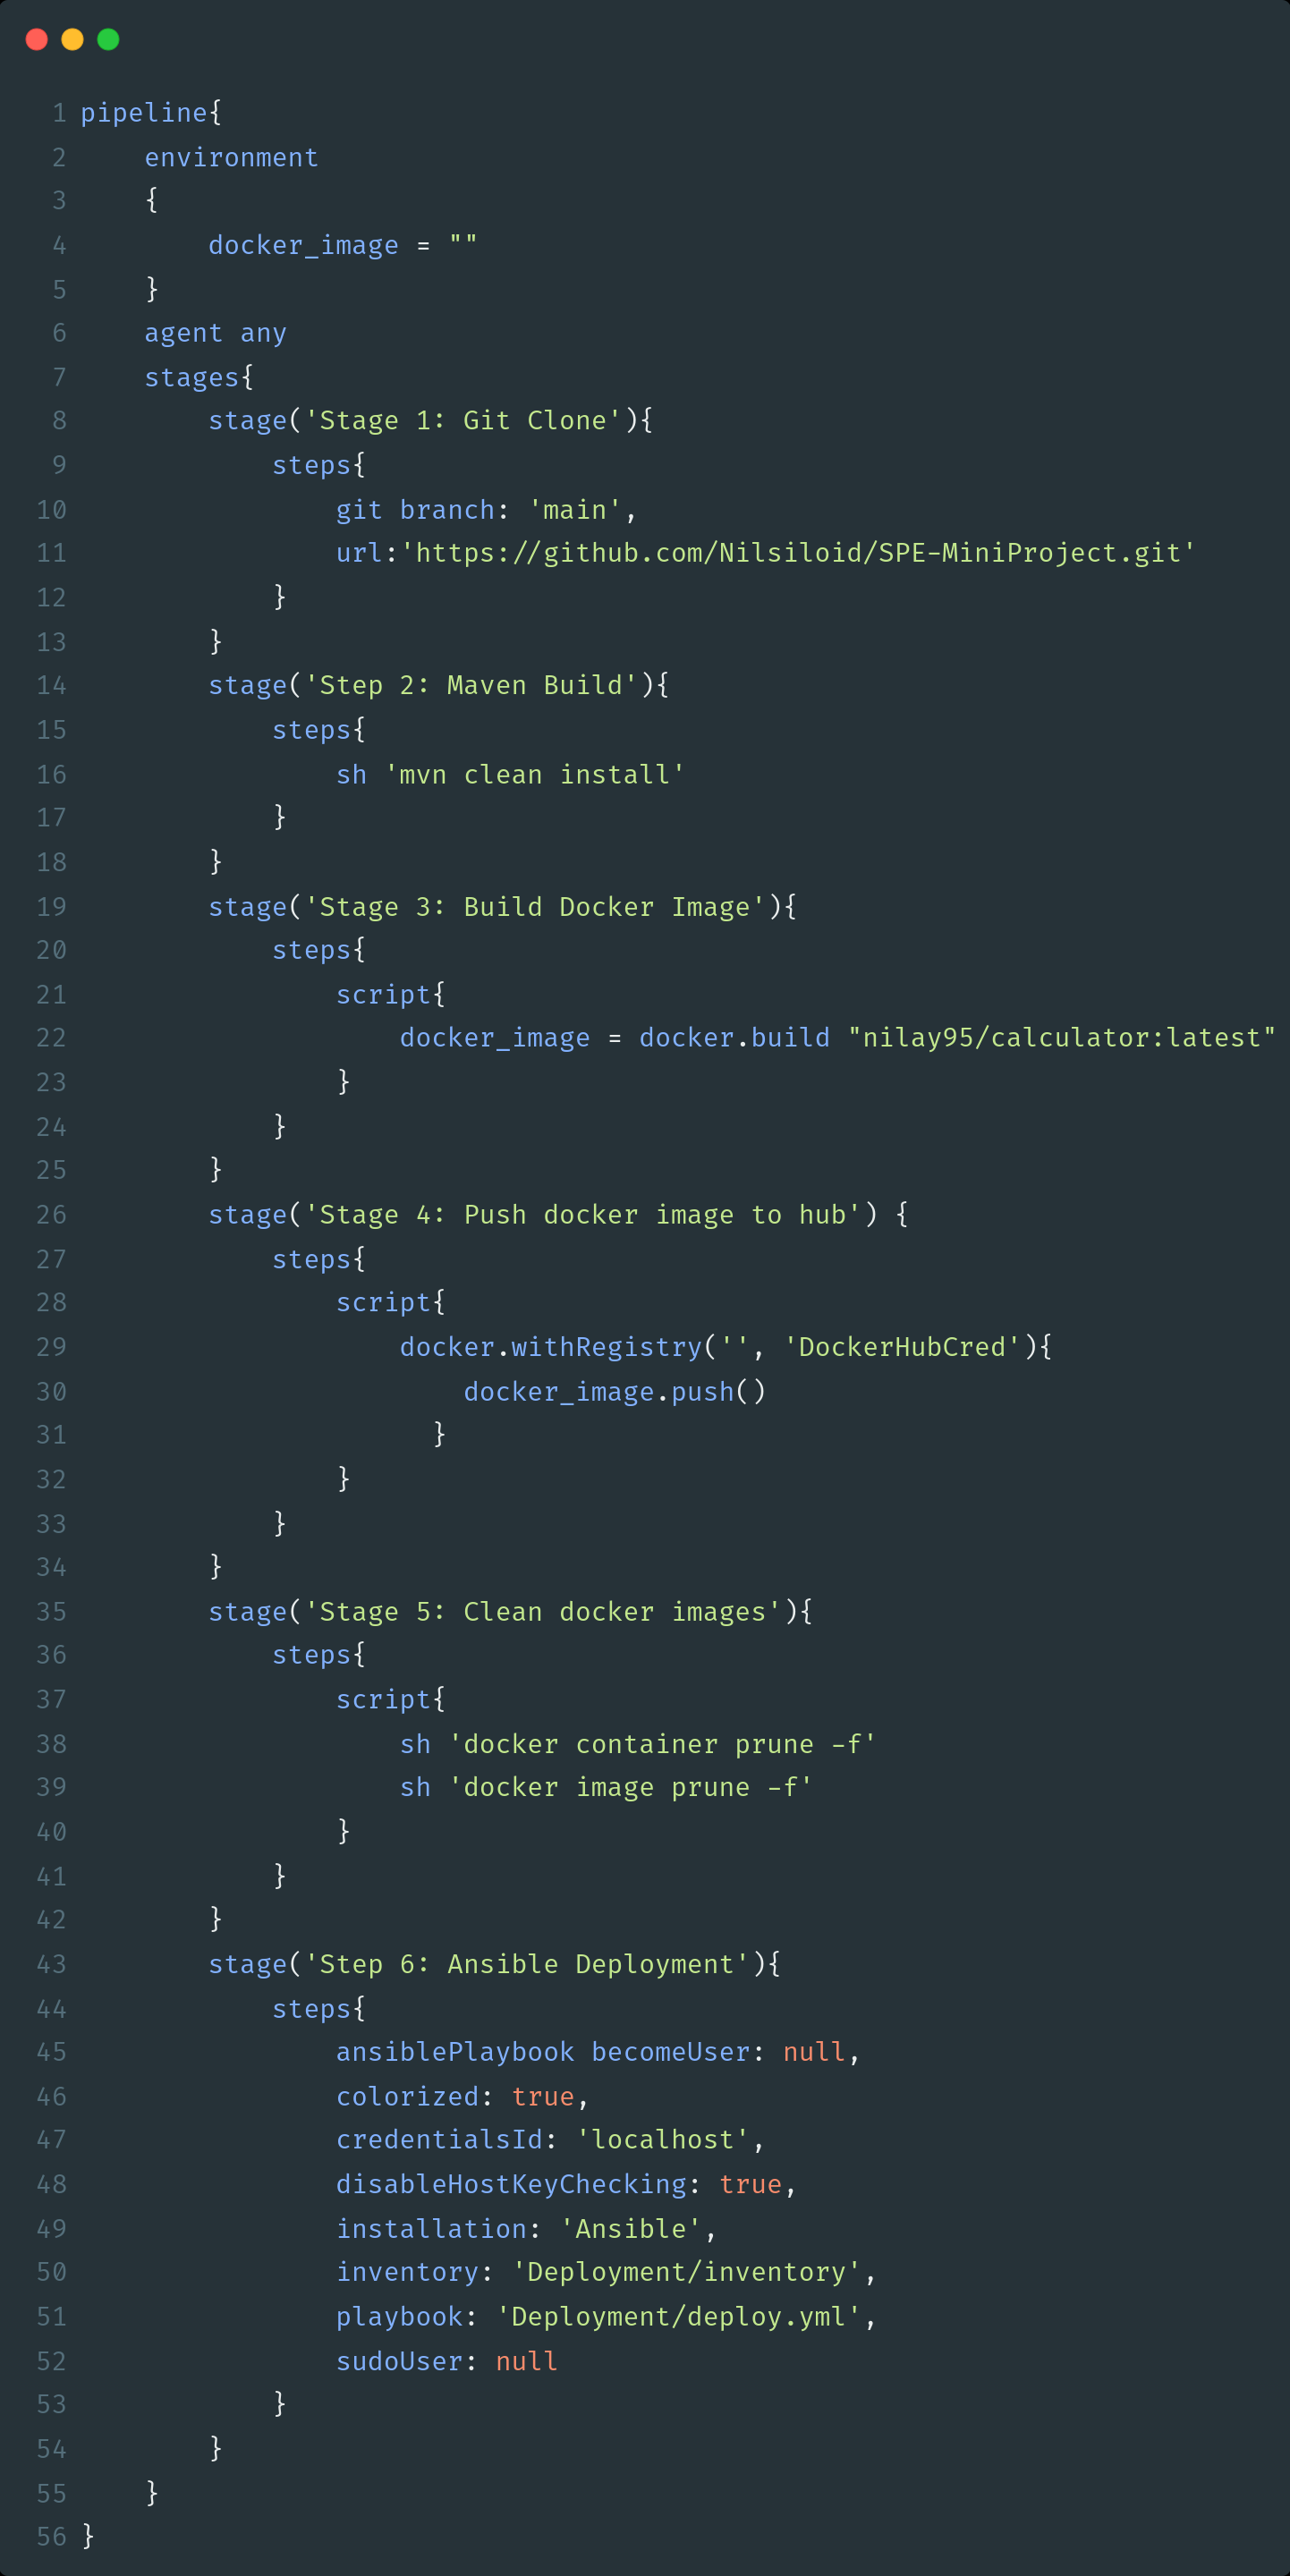 1 pipeline{
2     environment
3     {
4         docker_image = ""
5     }
6     agent any
7     stages{
8         stage('Stage 1: Git Clone'){
9             steps{
10                 git branch: 'main',
11                 url:'https://github.com/Nilsiloid/SPE-MiniProject.git'
12             }
13         }
14         stage('Step 2: Maven Build'){
15             steps{
16                 sh 'mvn clean install'
17             }
18         }
19         stage('Stage 3: Build Docker Image'){
20             steps{
21                 script{
22                     docker_image = docker.build "nilay95/calculator:latest"
23                 }
24             }
25         }
26         stage('Stage 4: Push docker image to hub') {
27             steps{
28                 script{
29                     docker.withRegistry('', 'DockerHubCred'){
30                         docker_image.push()
31                       }
32                 }
33             }
34         }
35         stage('Stage 5: Clean docker images'){
36             steps{
37                 script{
38                     sh 'docker container prune -f'
39                     sh 'docker image prune -f'
40                 }
41             }
42         }
43         stage('Step 6: Ansible Deployment'){
44             steps{
45                 ansiblePlaybook becomeUser: null,
46                 colorized: true,
47                 credentialsId: 'localhost',
48                 disableHostKeyChecking: true,
49                 installation: 'Ansible',
50                 inventory: 'Deployment/inventory',
51                 playbook: 'Deployment/deploy.yml',
52                 sudoUser: null
53             }
54         }
55     }
56 }